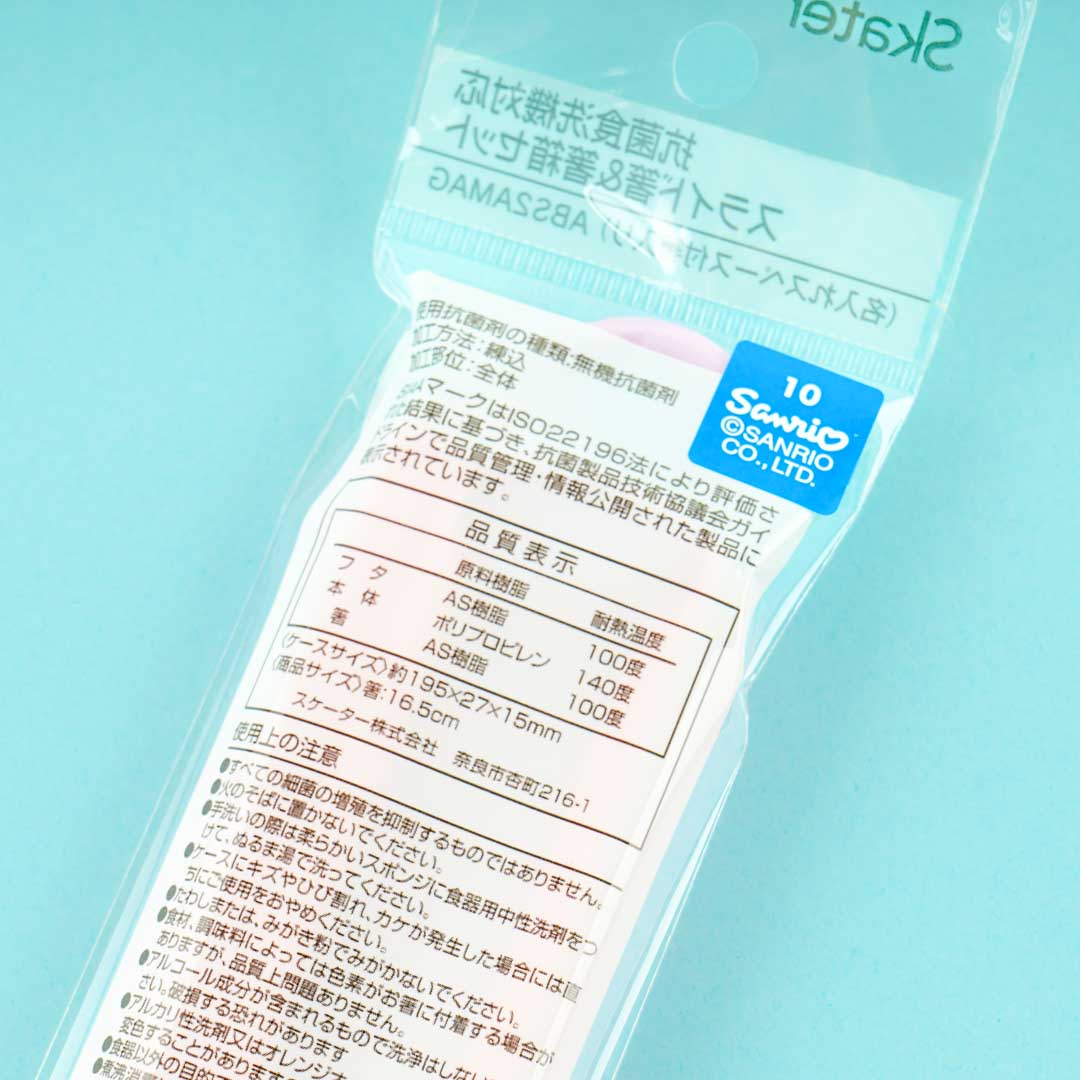 Skater
抗菌食洗機対応
スライド箸&箸箱セット
(名入れスペース付 ABS2AMAG
使用抗菌剤の種類:無機抗菌剤
加工方法:練込
加工部位:全体
マークはISO22196法により評価さ
結果に基づき、抗菌製品技術協議会ガイ
ラインで品質管理・情報公開された製品に
表示されています。
10
Sanrio
©SANRIO
CO., LTD.
品質表示
原料樹脂 耐熱温度
フタ AS樹脂 100度
本体 ポリプロピレン 140度
箸 AS樹脂 100度
〈ケースサイズ〉約195×27×15mm
〈商品サイズ〉箸:16.5cm
スケーター株式会社 奈良市杏町216-1
使用上の注意
●すべての細菌の増殖を抑制するものではありません。
●火のそばに置かないでください。
●手洗いの際は柔らかいスポンジに食器用中性洗剤をつ
けて、ぬるま湯で洗ってください。
●ケースにキズやひび割れ、カケが発生した場合には直
ちにご使用をおやめください。
●たわしまたは、みがき粉でみがかないでください。
●食材、調味料によっては色素がお箸に付着する場合が
ありますが、品質上問題ありません。
●アルコール成分が含まれるもので洗浄はしない
さい。破損する恐れがあります
●アルカリ性洗剤又はオレンジオ
変色することがあります
●食器以外の目的で
●煮沸消毒